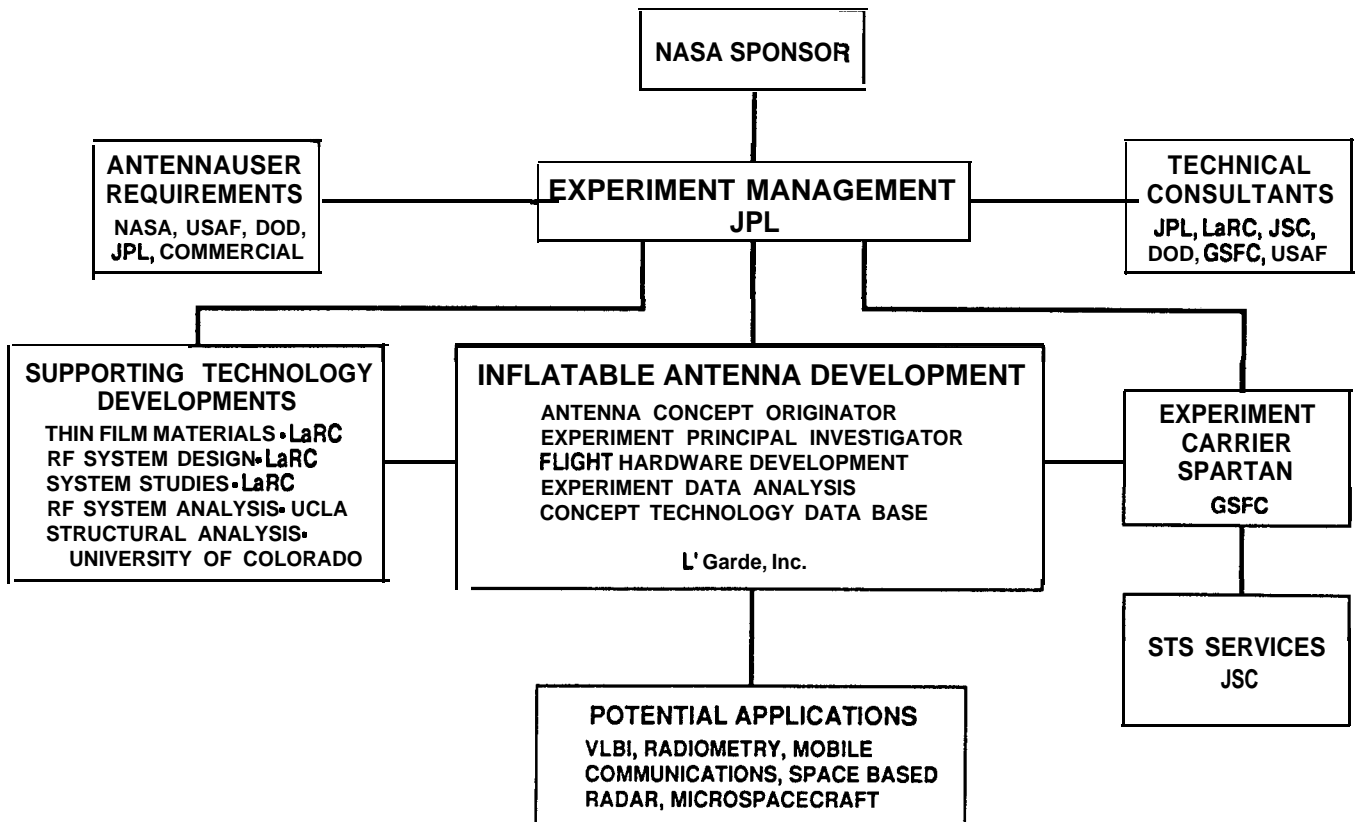 NASA SPONSOR
ANTENNAUSER
REQUIREMENTS
NASA, USAF, DOD,
JPL, COMMERCIAL
EXPERIMENT MANAGEMENT
JPL
TECHNICAL
CONSULTANTS
JPL, LaRC, JSC,
DOD, GSFC, USAF
SUPPORTING TECHNOLOGY
DEVELOPMENTS
THIN FILM MATERIALS - LaRC
RF SYSTEM DESIGN - LaRC
SYSTEM STUDIES - LaRC
RF SYSTEM ANALYSIS - UCLA
STRUCTURAL ANALYSIS -
UNIVERSITY OF COLORADO
INFLATABLE ANTENNA DEVELOPMENT
ANTENNA CONCEPT ORIGINATOR
EXPERIMENT PRINCIPAL INVESTIGATOR
FLIGHT HARDWARE DEVELOPMENT
EXPERIMENT DATA ANALYSIS
CONCEPT TECHNOLOGY DATA BASE
L' Garde, Inc.
EXPERIMENT
CARRIER
SPARTAN
GSFC
STS SERVICES
JSC
POTENTIAL APPLICATIONS
VLBI, RADIOMETRY, MOBILE
COMMUNICATIONS, SPACE BASED
RADAR, MICROSPACECRAFT